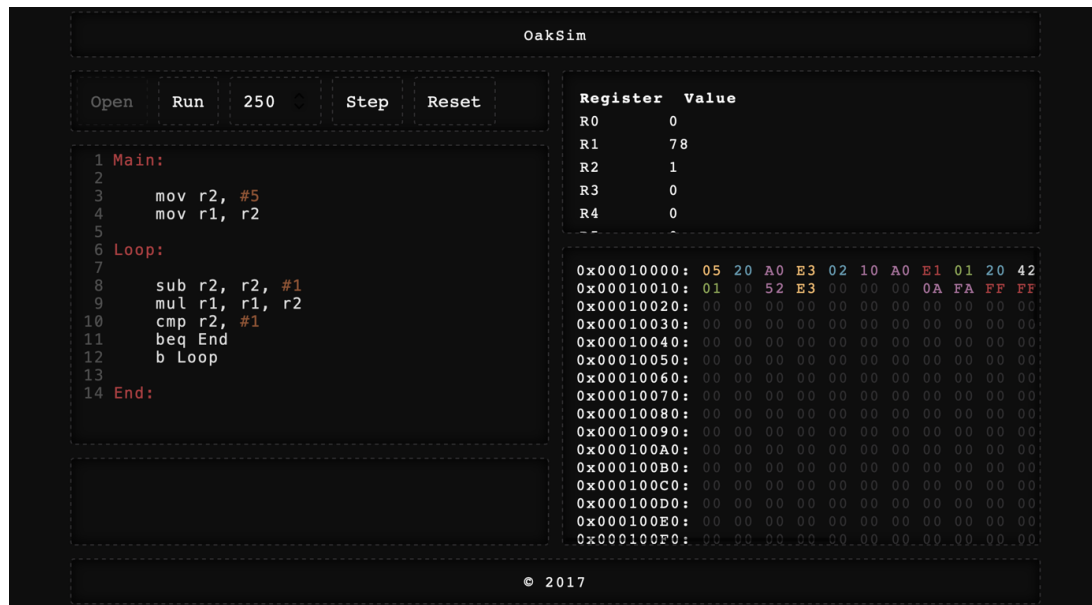 OakSim
Open Run 250 Step Reset
1 Main:
2
3 mov r2, #5
4 mov r1, r2
5
6 Loop:
7
8 sub r2, r2, #1
9 mul r1, r1, r2
10 cmp r2, #1
11 beq End
12 b Loop
13
14 End:
Register Value
R0 0
R1 78
R2 1
R3 0
R4 0
0x00010000: 05 20 A0 E3 02 10 A0 E1 01 20 42
0x00010010: 01 00 52 E3 00 00 00 0A FA FF FF
0x00010020: 00 00 00 00 00 00 00 00 00 00 00
0x00010030: 00 00 00 00 00 00 00 00 00 00 00
0x00010040: 00 00 00 00 00 00 00 00 00 00 00
0x00010050: 00 00 00 00 00 00 00 00 00 00 00
0x00010060: 00 00 00 00 00 00 00 00 00 00 00
0x00010070: 00 00 00 00 00 00 00 00 00 00 00
0x00010080: 00 00 00 00 00 00 00 00 00 00 00
0x00010090: 00 00 00 00 00 00 00 00 00 00 00
0x000100A0: 00 00 00 00 00 00 00 00 00 00 00
0x000100B0: 00 00 00 00 00 00 00 00 00 00 00
0x000100C0: 00 00 00 00 00 00 00 00 00 00 00
0x000100D0: 00 00 00 00 00 00 00 00 00 00 00
0x000100E0: 00 00 00 00 00 00 00 00 00 00 00
0x000100F0: 00 00 00 00 00 00 00 00 00 00 00
© 2017